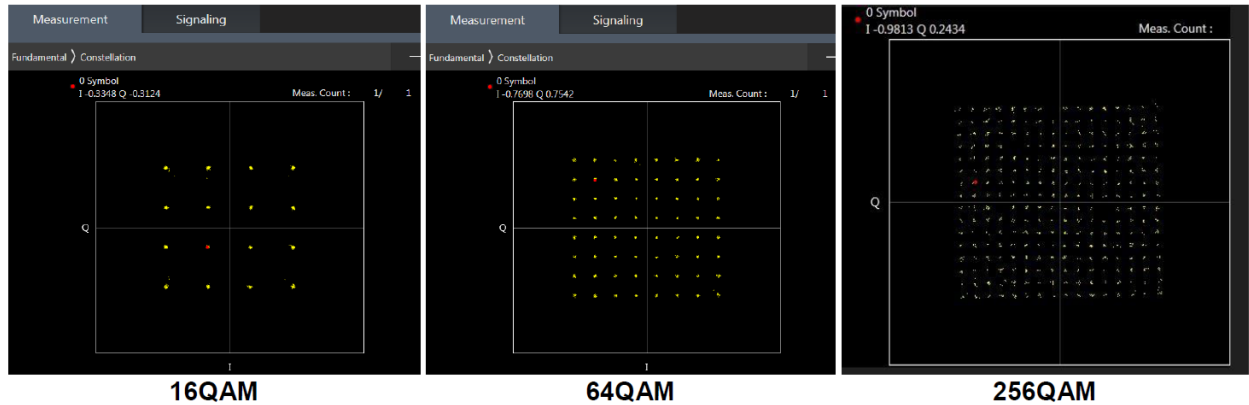 Measurement Signaling
Fundamental ⟩ Constellation
0 Symbol
I -0.3348 Q -0.3124 Meas. Count : 1/ 1
Q
I
16QAM
Measurement Signaling
Fundamental ⟩ Constellation
0 Symbol
I -0.7698 Q 0.7542 Meas. Count : 1/ 1
Q
I
64QAM
0 Symbol
I -0.9813 Q 0.2434 Meas. Count :
Q
256QAM